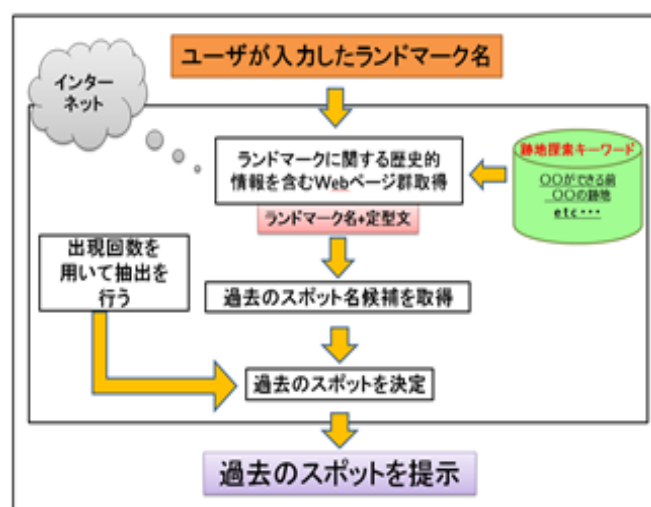 ユーザが入力したランドマーク名
インター
ネット
ランドマークに関する歴史的
情報を含むWebページ群取得
跡地探索キーワード
〇〇ができる前
〇〇の跡地
etc・・・
ランドマーク名+定型文
出現回数を
用いて抽出を
行う
過去のスポット名候補を取得
過去のスポットを決定
過去のスポットを提示